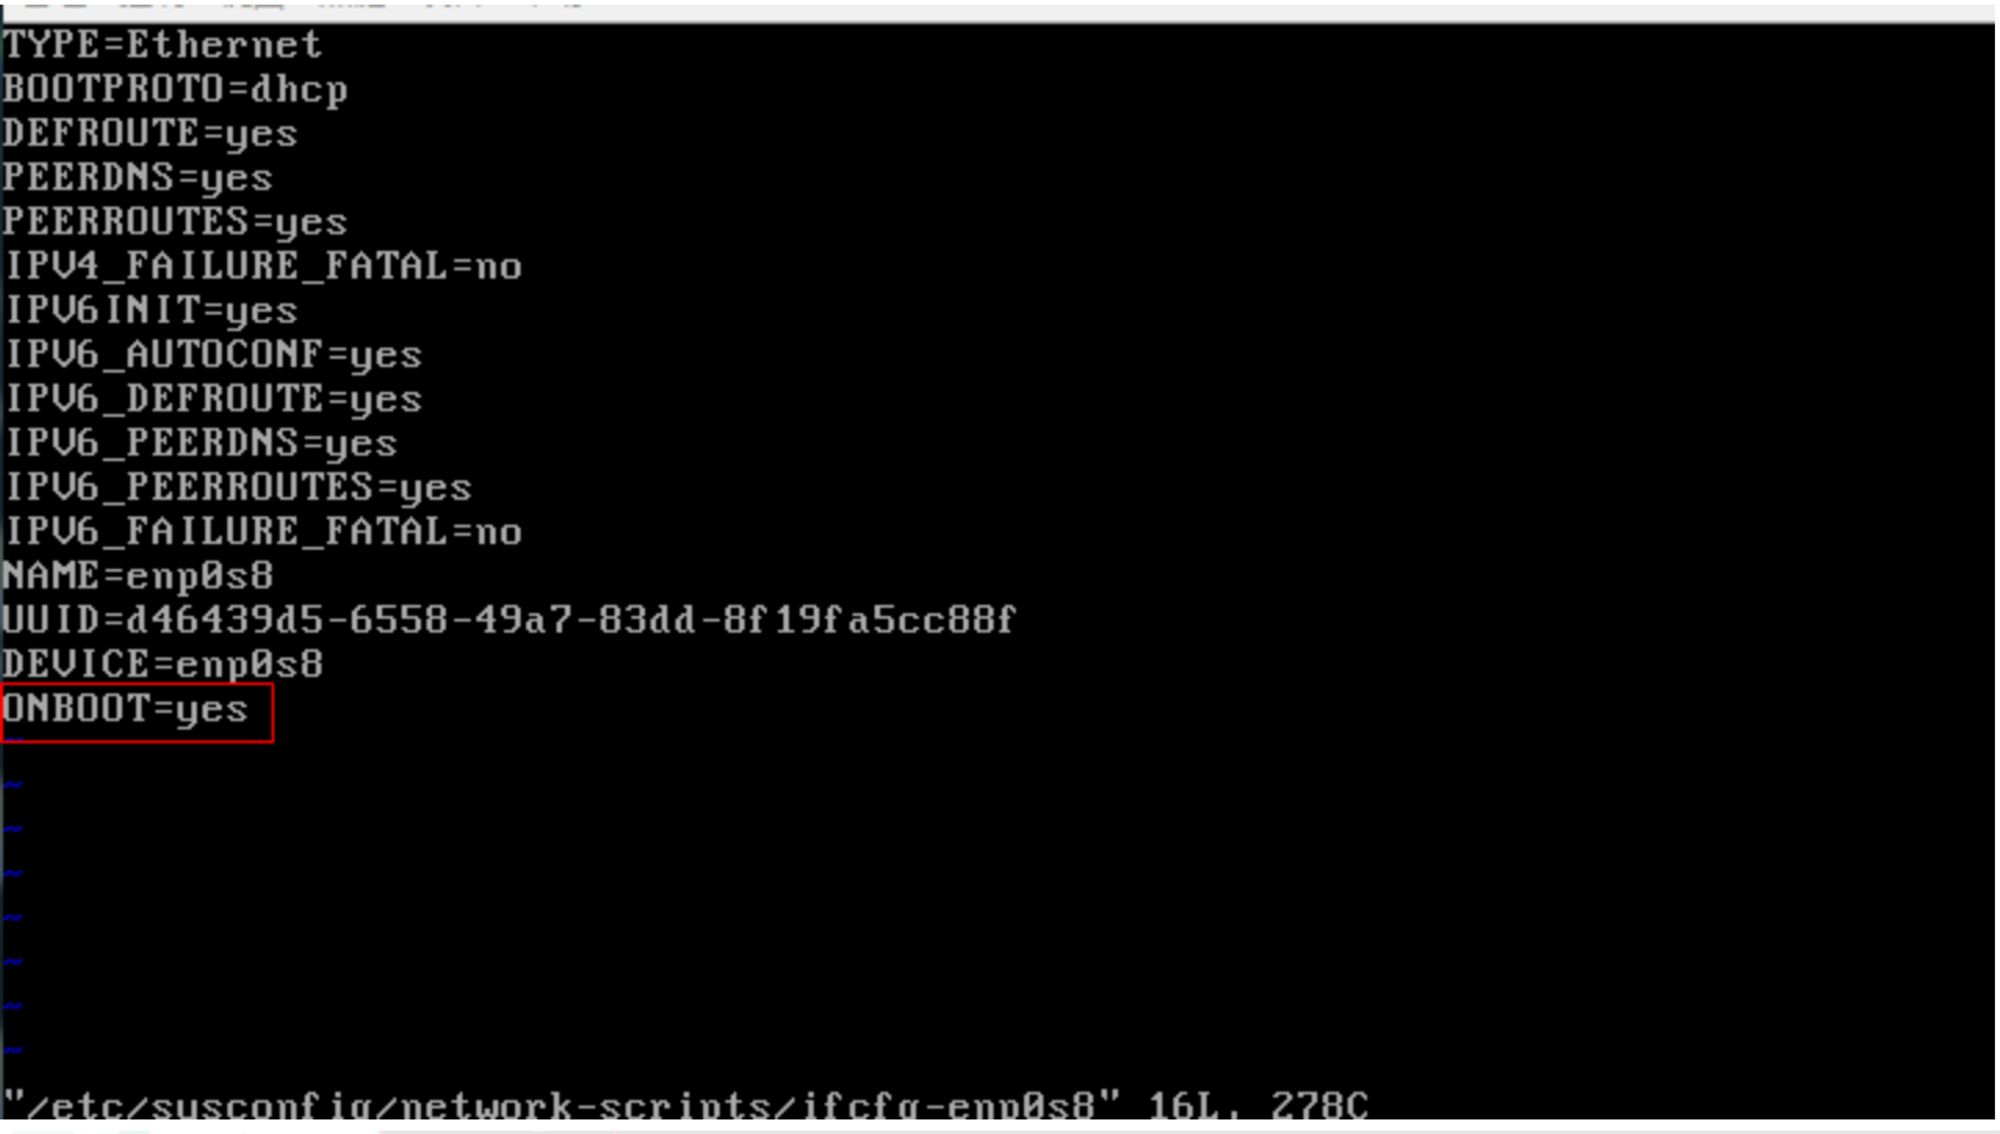 TYPE=Ethernet
BOOTPROTO=dhcp
DEFROUTE=yes
PEERDNS=yes
PEERROUTES=yes
IPV4_FAILURE_FATAL=no
IPV6INIT=yes
IPV6_AUTOCONF=yes
IPV6_DEFROUTE=yes
IPV6_PEERDNS=yes
IPV6_PEERROUTES=yes
IPV6_FAILURE_FATAL=no
NAME=enp0s8
UUID=d46439d5-6558-49a7-83dd-8f19fa5cc88f
DEVICE=enp0s8
ONBOOT=yes
~
~
~
~
~
~
~
~
"/etc/sysconfig/network-scripts/ifcfg-enp0s8" 16L, 278C